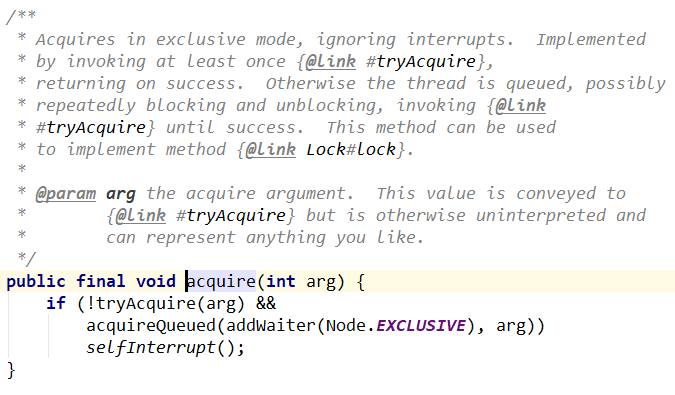 /**
 * Acquires in exclusive mode, ignoring interrupts.  Implemented
 * by invoking at least once {@link #tryAcquire},
 * returning on success.  Otherwise the thread is queued, possibly
 * repeatedly blocking and unblocking, invoking {@link
 * #tryAcquire} until success.  This method can be used
 * to implement method {@link Lock#lock}.
 *
 * @param arg the acquire argument.  This value is conveyed to
 *        {@link #tryAcquire} but is otherwise uninterpreted and
 *        can represent anything you like.
 */
public final void acquire(int arg) {
    if (!tryAcquire(arg) &&
        acquireQueued(addWaiter(Node.EXCLUSIVE), arg))
        selfInterrupt();
}